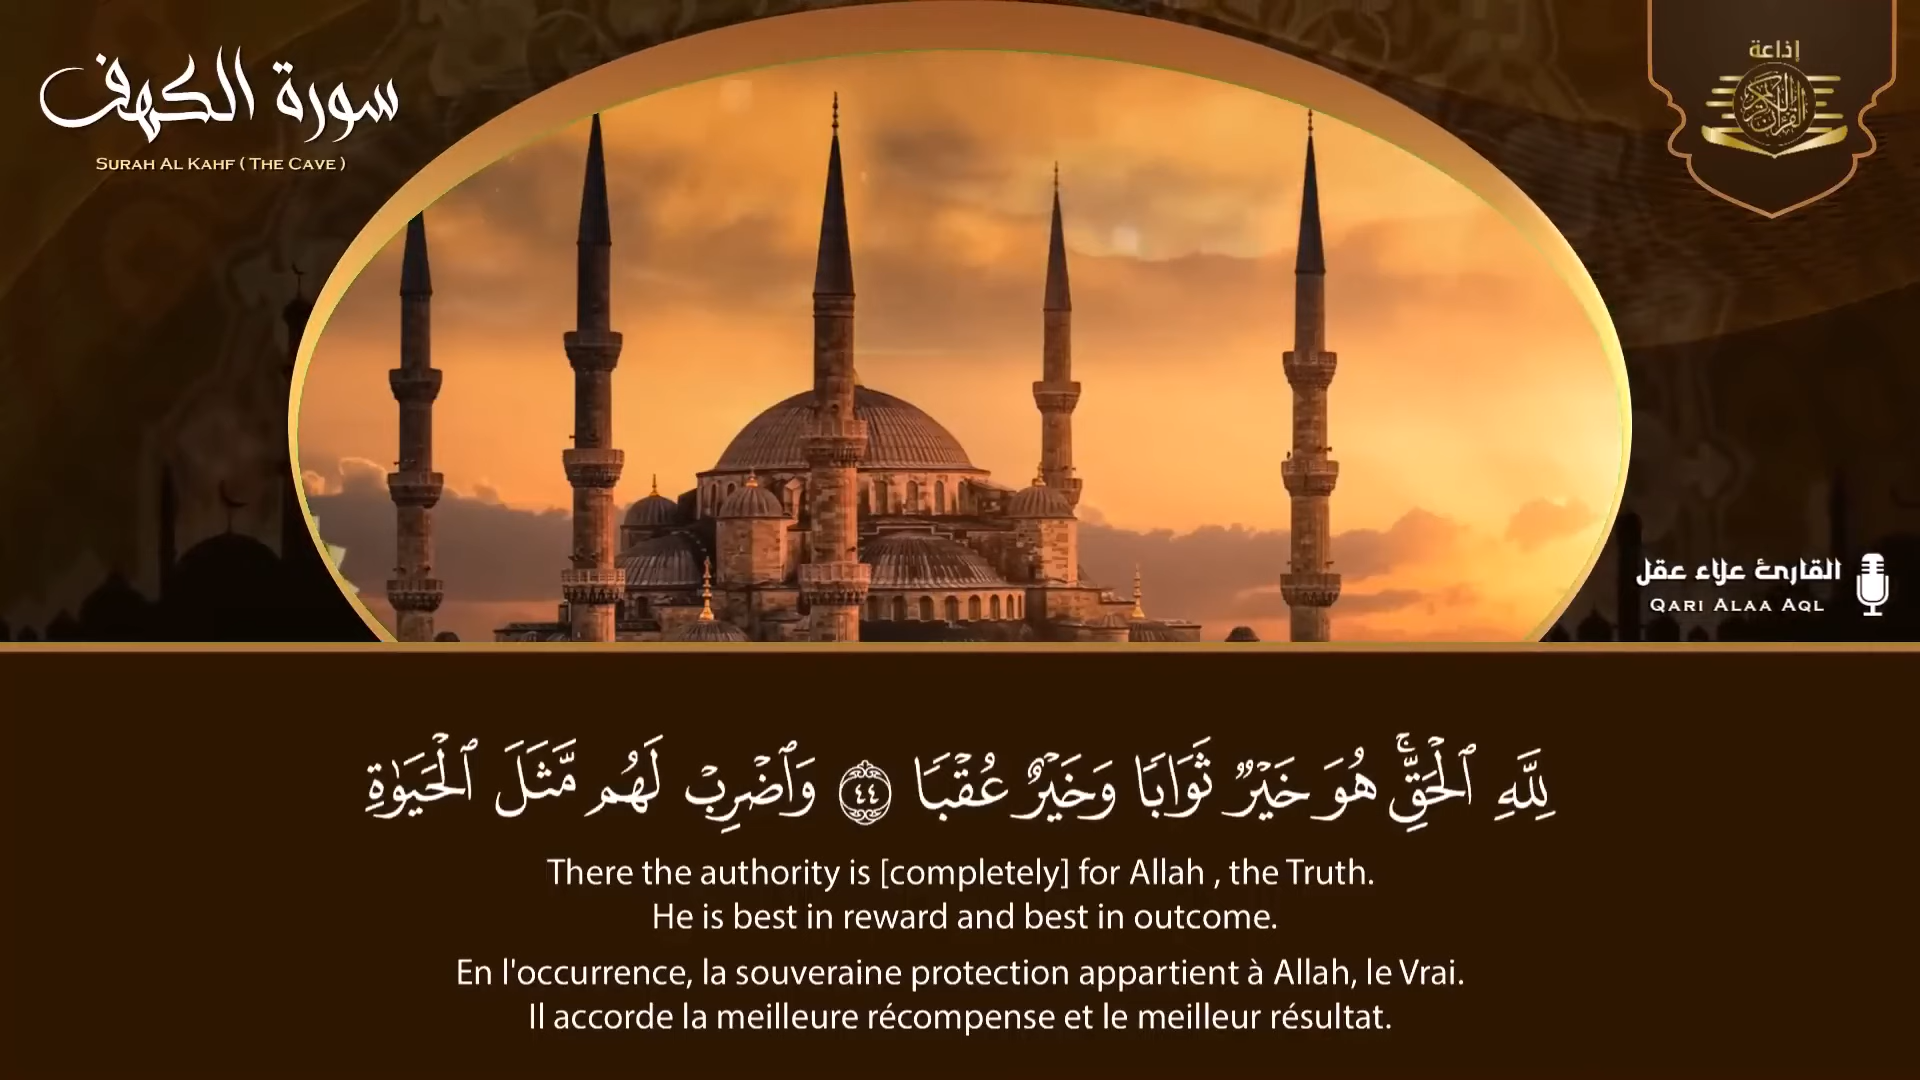 سورة الكهف
SURAH AL KAHF ( THE CAVE )
إذاعة
القرآن الكريم
القارئ علاء عقل
QARI ALAA AQL
لِلَّهِ ٱلْحَقِّۚ هُوَ خَيْرٌ ثَوَابًا وَخَيْرٌ عُقْبًا ٤٤ وَٱضْرِبْ لَهُم مَّثَلَ ٱلْحَيَوٰةِ
There the authority is [completely] for Allah , the Truth.
He is best in reward and best in outcome.
En l'occurrence, la souveraine protection appartient à Allah, le Vrai.
Il accorde la meilleure récompense et le meilleur résultat.